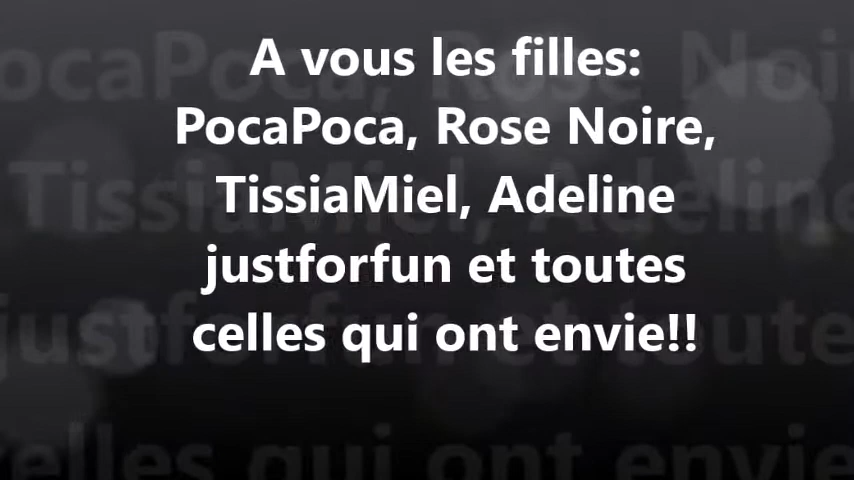 A vous les filles:
PocaPoca, Rose Noire,
TissiaMiel, Adeline
justforfun et toutes
celles qui ont envie!!